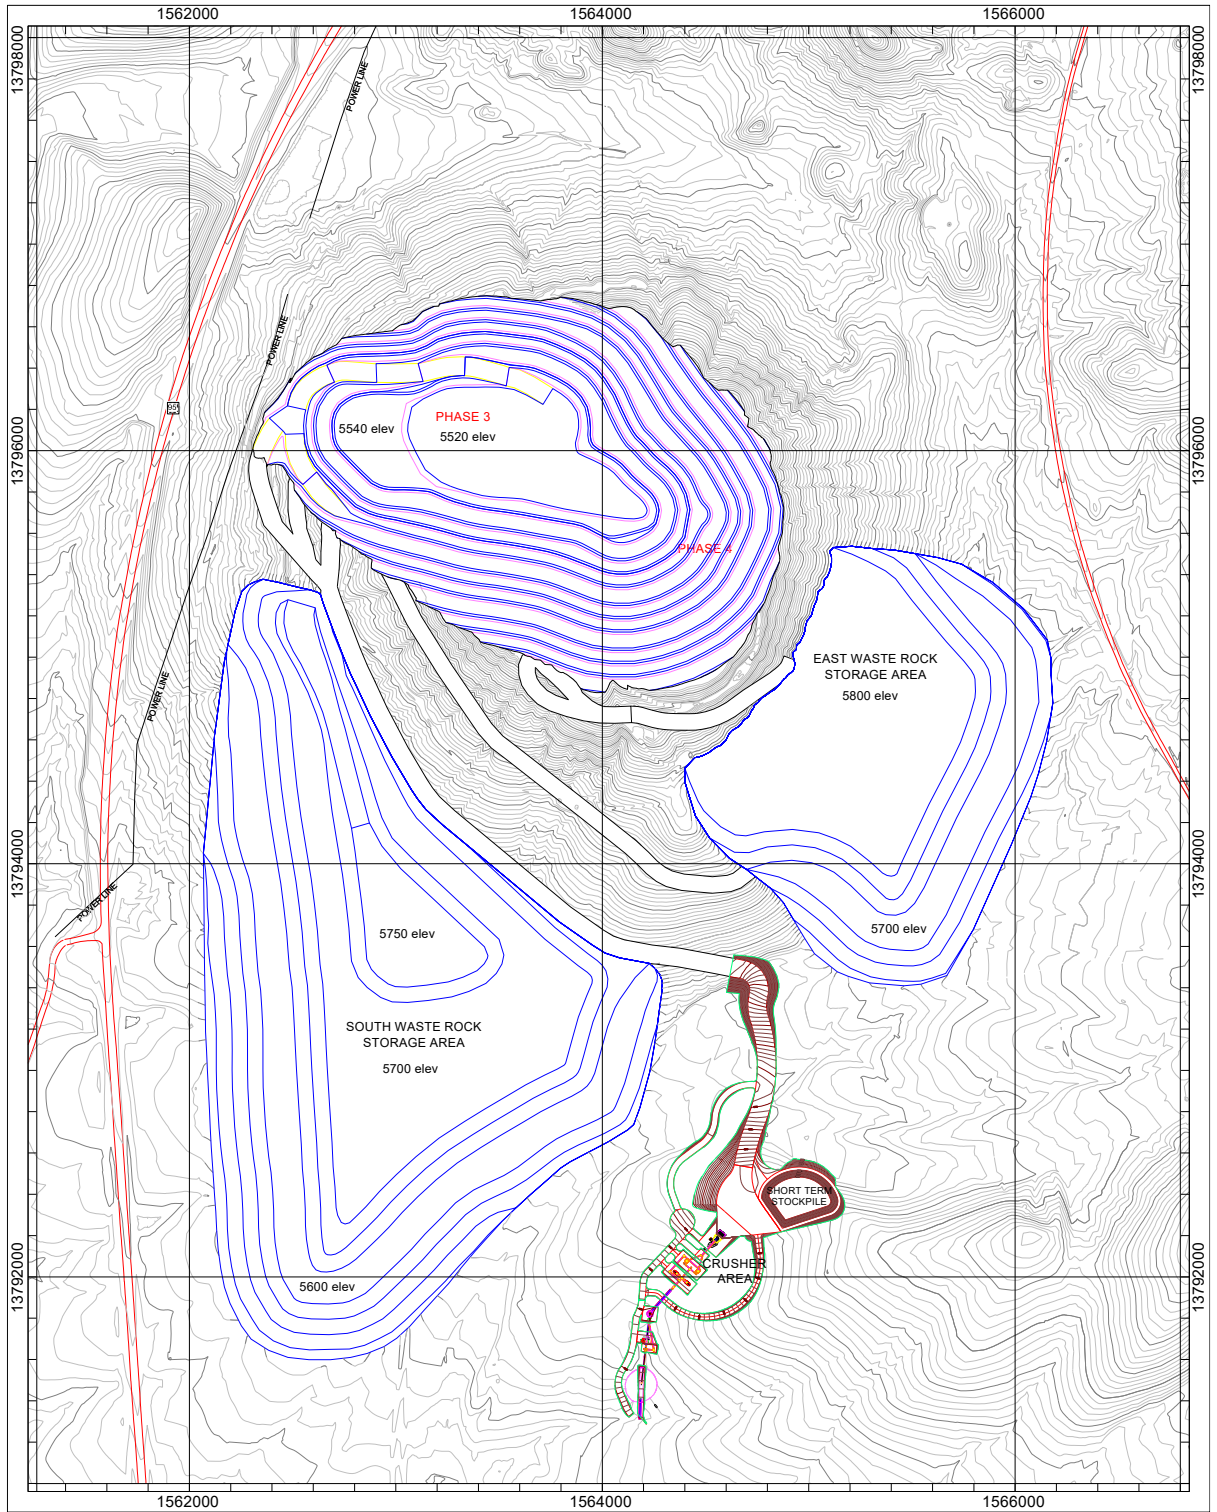 1562000
1564000
1566000
13798000
13798000
POWER LINE
POWER LINE
95
PHASE 3
5540 elev
5520 elev
13796000
13796000
PHASE 4
EAST WASTE ROCK
STORAGE AREA
5800 elev
POWER LINE
13794000
13794000
POWER LINE
5750 elev
5700 elev
SOUTH WASTE ROCK
STORAGE AREA
5700 elev
SHORT TERM
STOCKPILE
CRUSHER
AREA
13792000
13792000
5600 elev
1562000
1564000
1566000